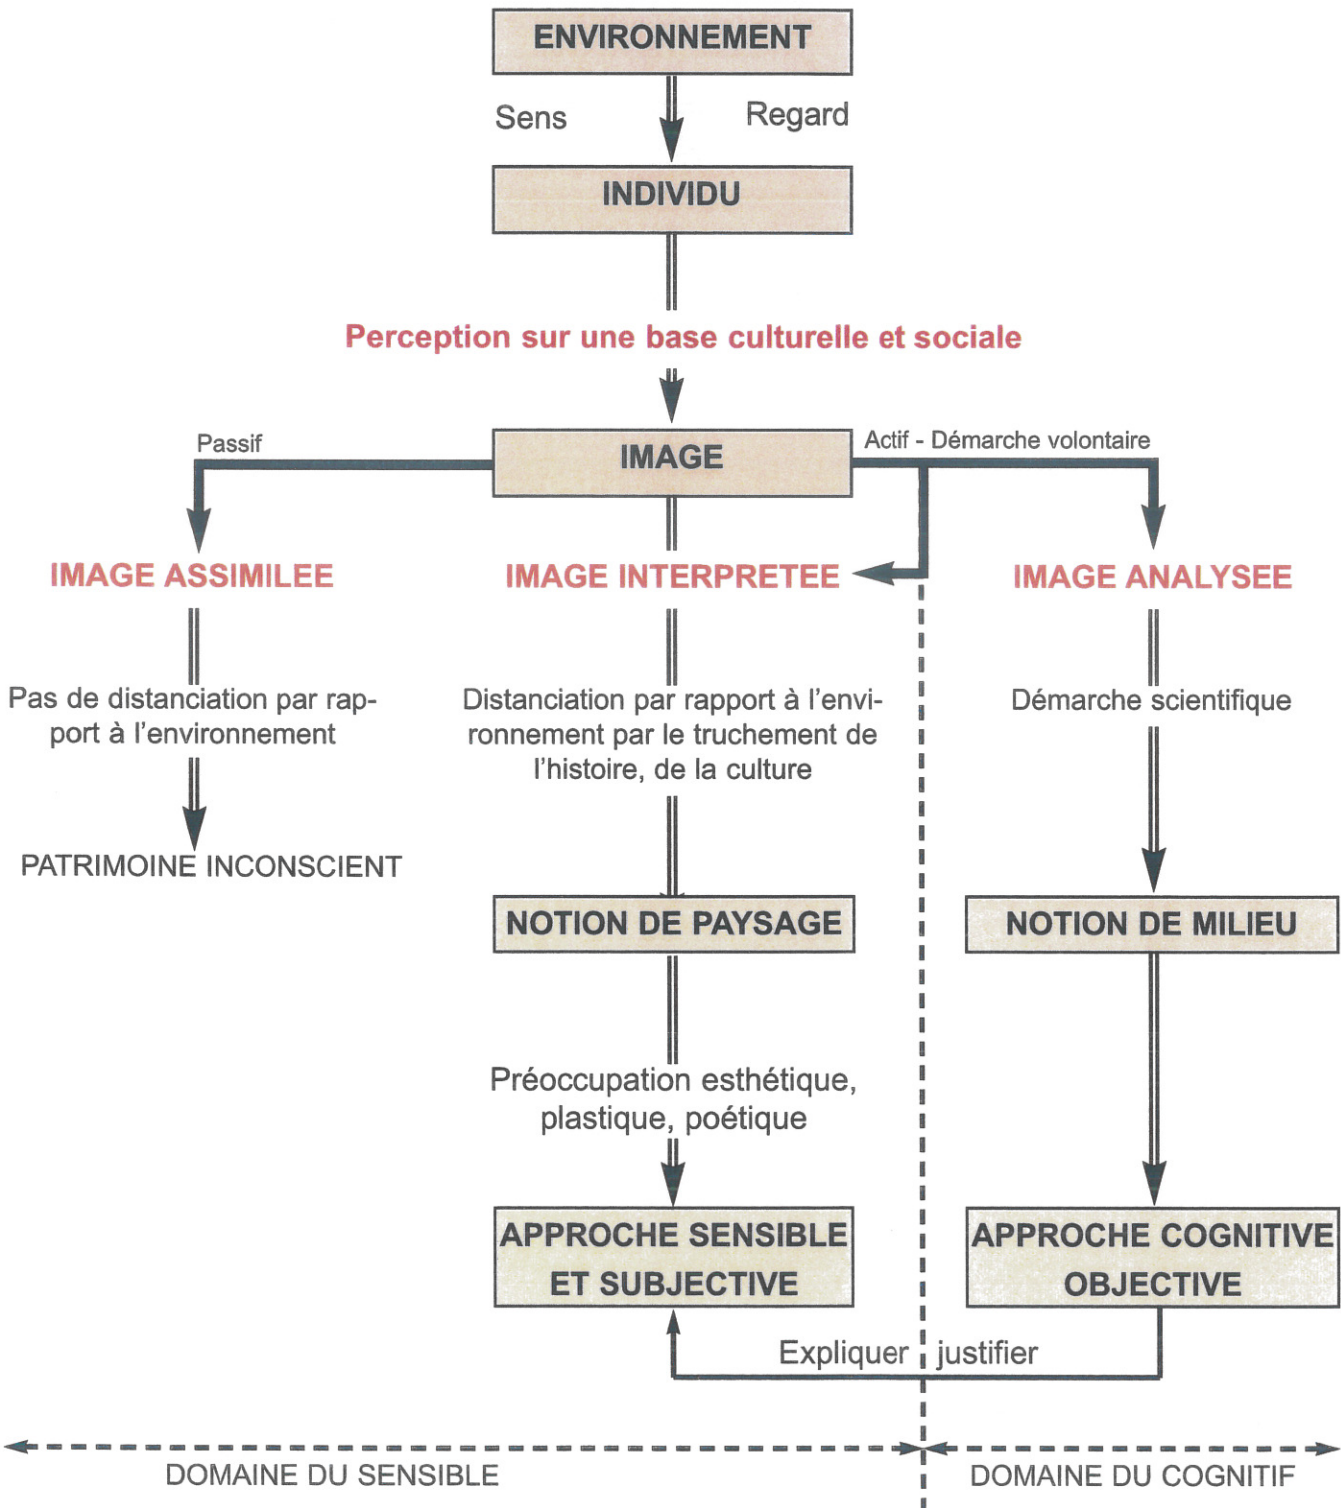 ENVIRONNEMENT
Sens
Regard
INDIVIDU
Perception sur une base culturelle et sociale
Passif
IMAGE
Actif - Démarche volontaire
IMAGE ASSIMILEE
IMAGE INTERPRETEE
IMAGE ANALYSEE
Pas de distanciation par rap-
port à l'environnement
Distanciation par rapport à l'envi-
ronnement par le truchement de
l'histoire, de la culture
Démarche scientifique
PATRIMOINE INCONSCIENT
NOTION DE PAYSAGE
NOTION DE MILIEU
Préoccupation esthétique,
plastique, poétique
APPROCHE SENSIBLE
ET SUBJECTIVE
APPROCHE COGNITIVE
OBJECTIVE
Expliquer justifier
DOMAINE DU SENSIBLE
DOMAINE DU COGNITIF